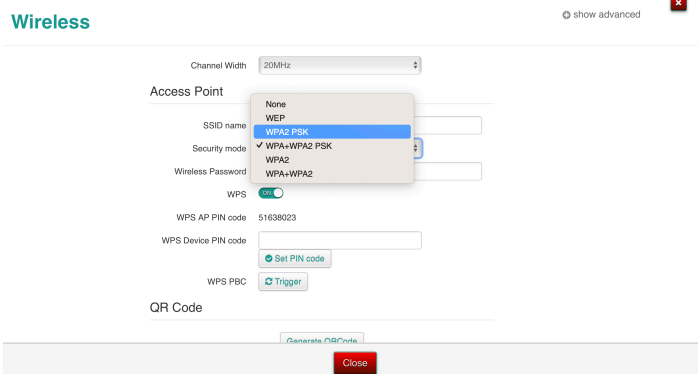 Wireless
show advanced
x
Channel Width 20MHz
Access Point
None
WEP
SSID name
WPA2 PSK
Security mode ✓ WPA+WPA2 PSK
WPA2
Wireless Password
WPA+WPA2
WPS ON
WPS AP PIN code 51638023
WPS Device PIN code
Set PIN code
WPS PBC Trigger
QR Code
Generate QRCode
Close